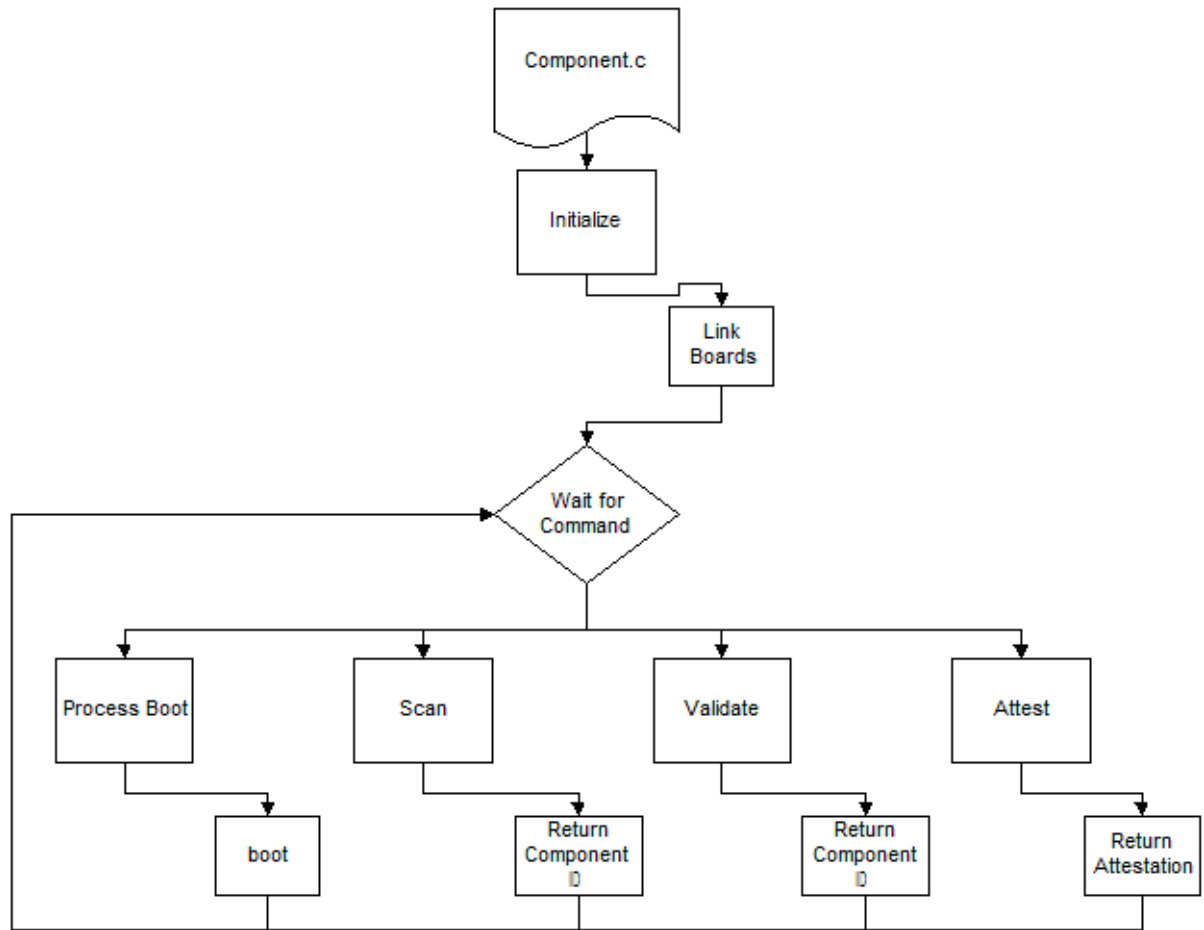 Component.c
Initialize
Link
Boards
Wait for
Command
Process Boot
Scan
Validate
Attest
boot
Return
Component
ID
Return
Component
ID
Return
Attestation